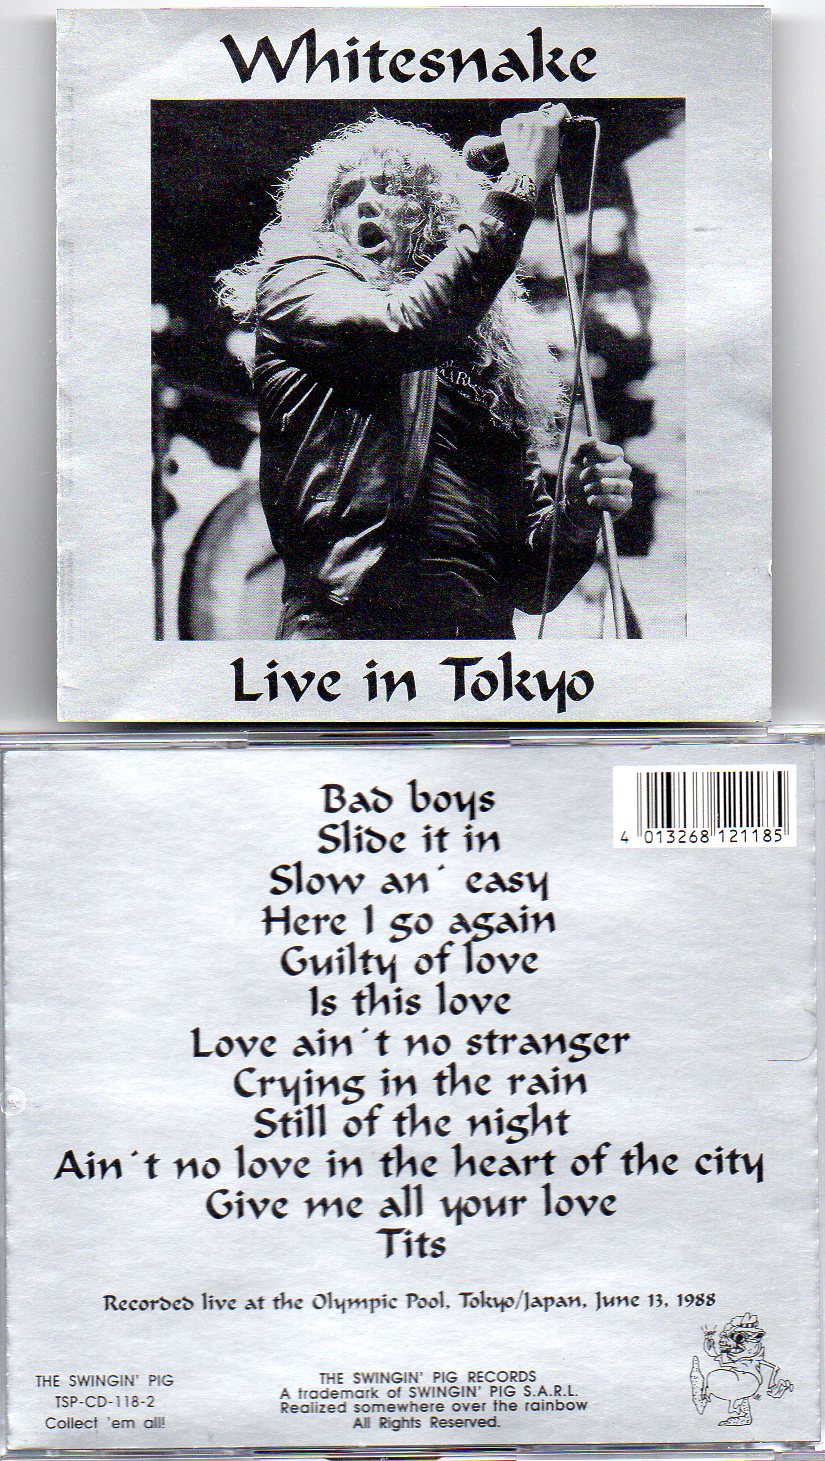 Whitesnake
Live in Tokyo
Bad boys
Slide it in
Slow an´ easy
Here I go again
Guilty of love
Is this love
Love ain´t no stranger
Crying in the rain
Still of the night
Ain´t no love in the heart of the city
Give me all your love
Tits
4 013268 121185
Recorded live at the Olympic Pool, Tokyo/Japan, June 13, 1988
THE SWINGIN' PIG
TSP-CD-118-2
Collect 'em all!
THE SWINGIN' PIG RECORDS
A trademark of SWINGIN' PIG S.A.R.L.
Realized somewhere over the rainbow
All Rights Reserved.